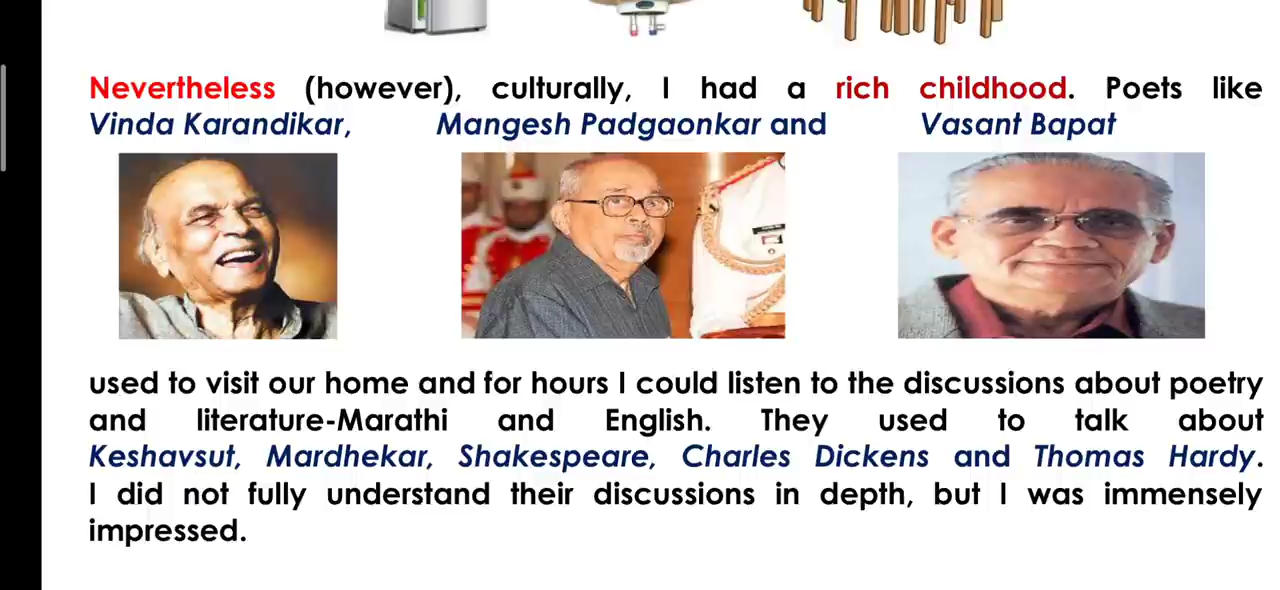 Nevertheless (however), culturally, I had a rich childhood. Poets like
Vinda Karandikar, Mangesh Padgaonkar and Vasant Bapat
used to visit our home and for hours I could listen to the discussions about poetry
and literature-Marathi and English. They used to talk about
Keshavsut, Mardhekar, Shakespeare, Charles Dickens and Thomas Hardy.
I did not fully understand their discussions in depth, but I was immensely
impressed.